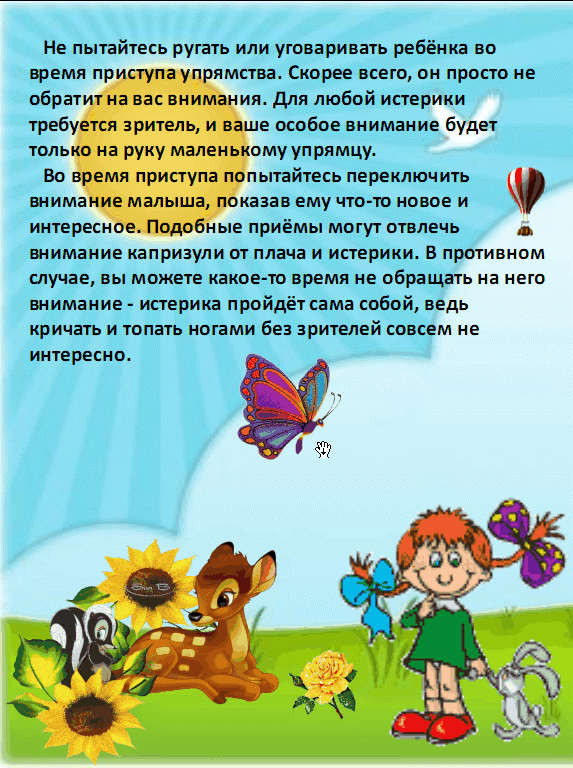 Не пытайтесь ругать или уговаривать ребёнка во
время приступа упрямства. Скорее всего, он просто не
обратит на вас внимания. Для любой истерики
требуется зритель, и ваше особое внимание будет
только на руку маленькому упрямцу.
Во время приступа попытайтесь переключить
внимание малыша, показав ему что-то новое и
интересное. Подобные приёмы могут отвлечь
внимание капризули от плача и истерики. В противном
случае, вы можете какое-то время не обращать на него
внимание - истерика пройдёт сама собой, ведь
кричать и топать ногами без зрителей совсем не
интересно.